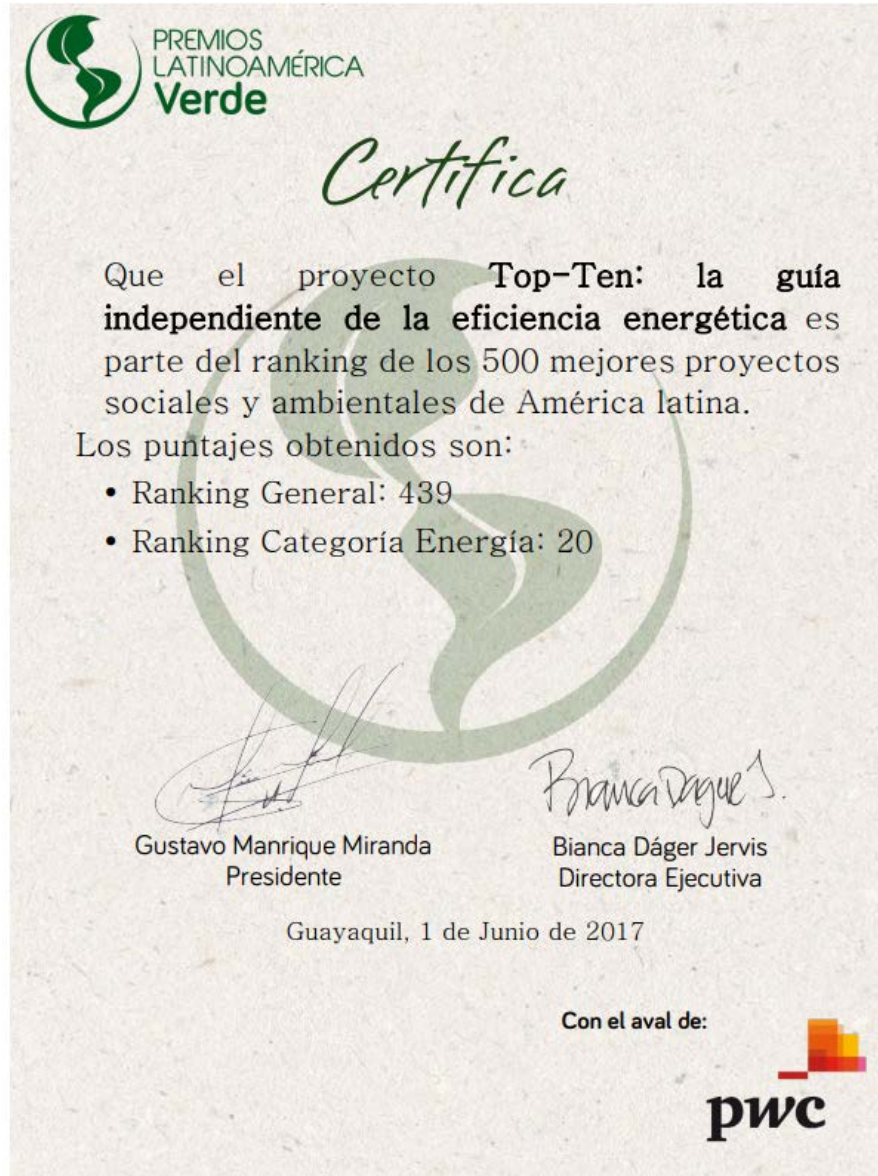 PREMIOS
LATINOAMÉRICA
Verde
Certifica
Que el proyecto Top-Ten: la guía
independiente de la eficiencia energética es
parte del ranking de los 500 mejores proyectos
sociales y ambientales de América latina.
Los puntajes obtenidos son:
• Ranking General: 439
• Ranking Categoría Energía: 20
Bianca Dager J.
Gustavo Manrique Miranda
Bianca Dáger Jervis
Presidente
Directora Ejecutiva
Guayaquil, 1 de Junio de 2017
Con el aval de:
pwc